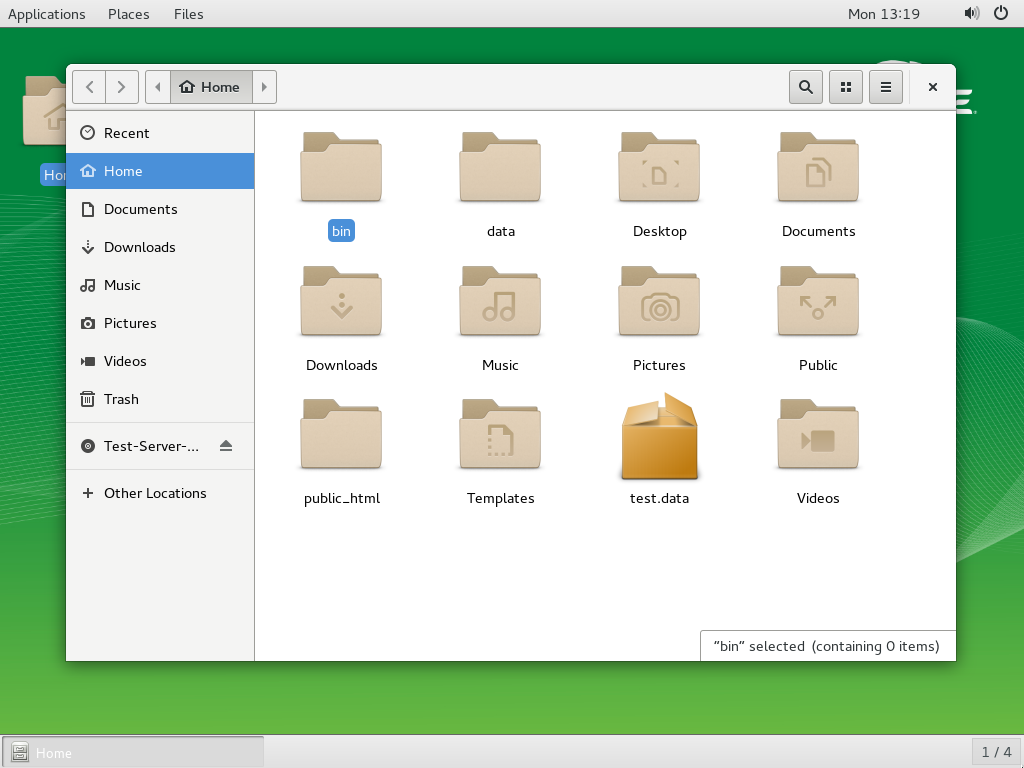 Applications Places Files Mon 13:19
Home
Recent
Home
Documents
Downloads
Music
Pictures
Videos
Trash
Test-Server-...
Other Locations
bin data Desktop Documents
Downloads Music Pictures Public
public_html Templates test.data Videos
"bin" selected (containing 0 items)
Home 1 / 4